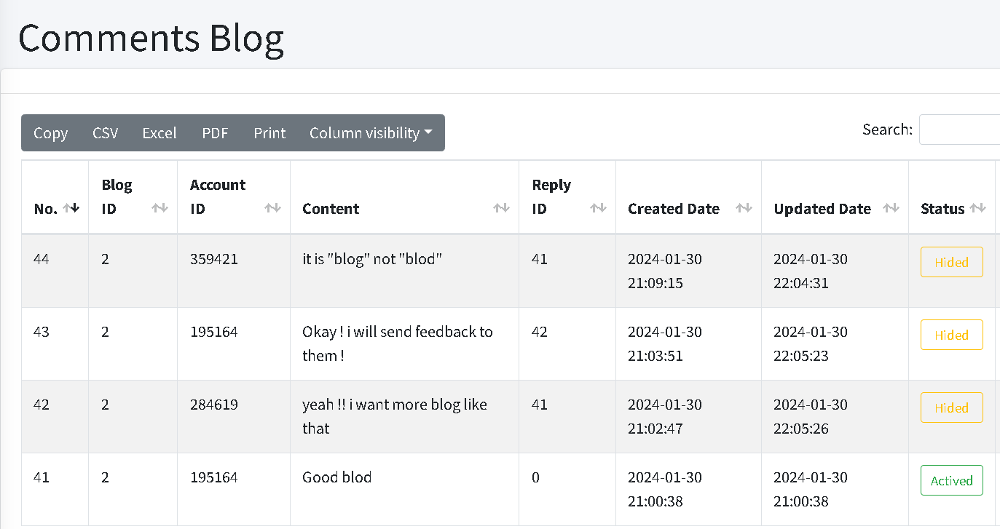 Comments Blog
Copy CSV Excel PDF Print Column visibility
Search:
No. Blog ID Account ID Content Reply ID Created Date Updated Date Status
44 2 359421 it is "blog" not "blod" 41 2024-01-30 21:09:15 2024-01-30 22:04:31 Hided
43 2 195164 Okay ! i will send feedback to them ! 42 2024-01-30 21:03:51 2024-01-30 22:05:23 Hided
42 2 284619 yeah !! i want more blog like that 41 2024-01-30 21:02:47 2024-01-30 22:05:26 Hided
41 2 195164 Good blod 0 2024-01-30 21:00:38 2024-01-30 21:00:38 Actived